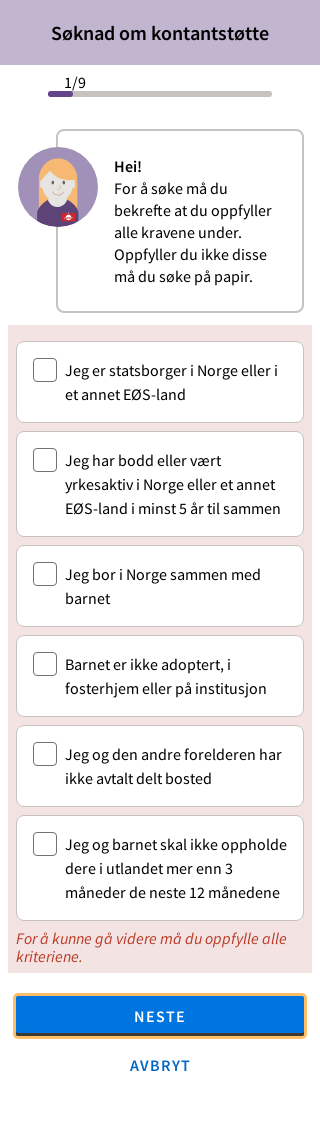 Søknad om kontantstøtte
1/9
Hei!
For å søke må du
bekrefte at du oppfyller
alle kravene under.
Oppfyller du ikke disse
må du søke på papir.
Jeg er statsborger i Norge eller i
et annet EØS-land
Jeg har bodd eller vært
yrkesaktiv i Norge eller et annet
EØS-land i minst 5 år til sammen
Jeg bor i Norge sammen med
barnet
Barnet er ikke adoptert, i
fosterhjem eller på institusjon
Jeg og den andre forelderen har
ikke avtalt delt bosted
Jeg og barnet skal ikke oppholde
dere i utlandet mer enn 3
måneder de neste 12 månedene
For å kunne gå videre må du oppfylle alle
kriteriene.
NESTE
AVBRYT